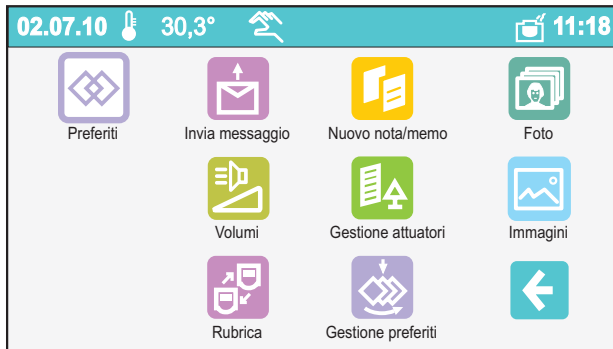 02.07.10 30,3° 11:18
Preferiti Invia messaggio Nuovo nota/memo Foto
Volumi Gestione attuatori Immagini
Rubrica Gestione preferiti